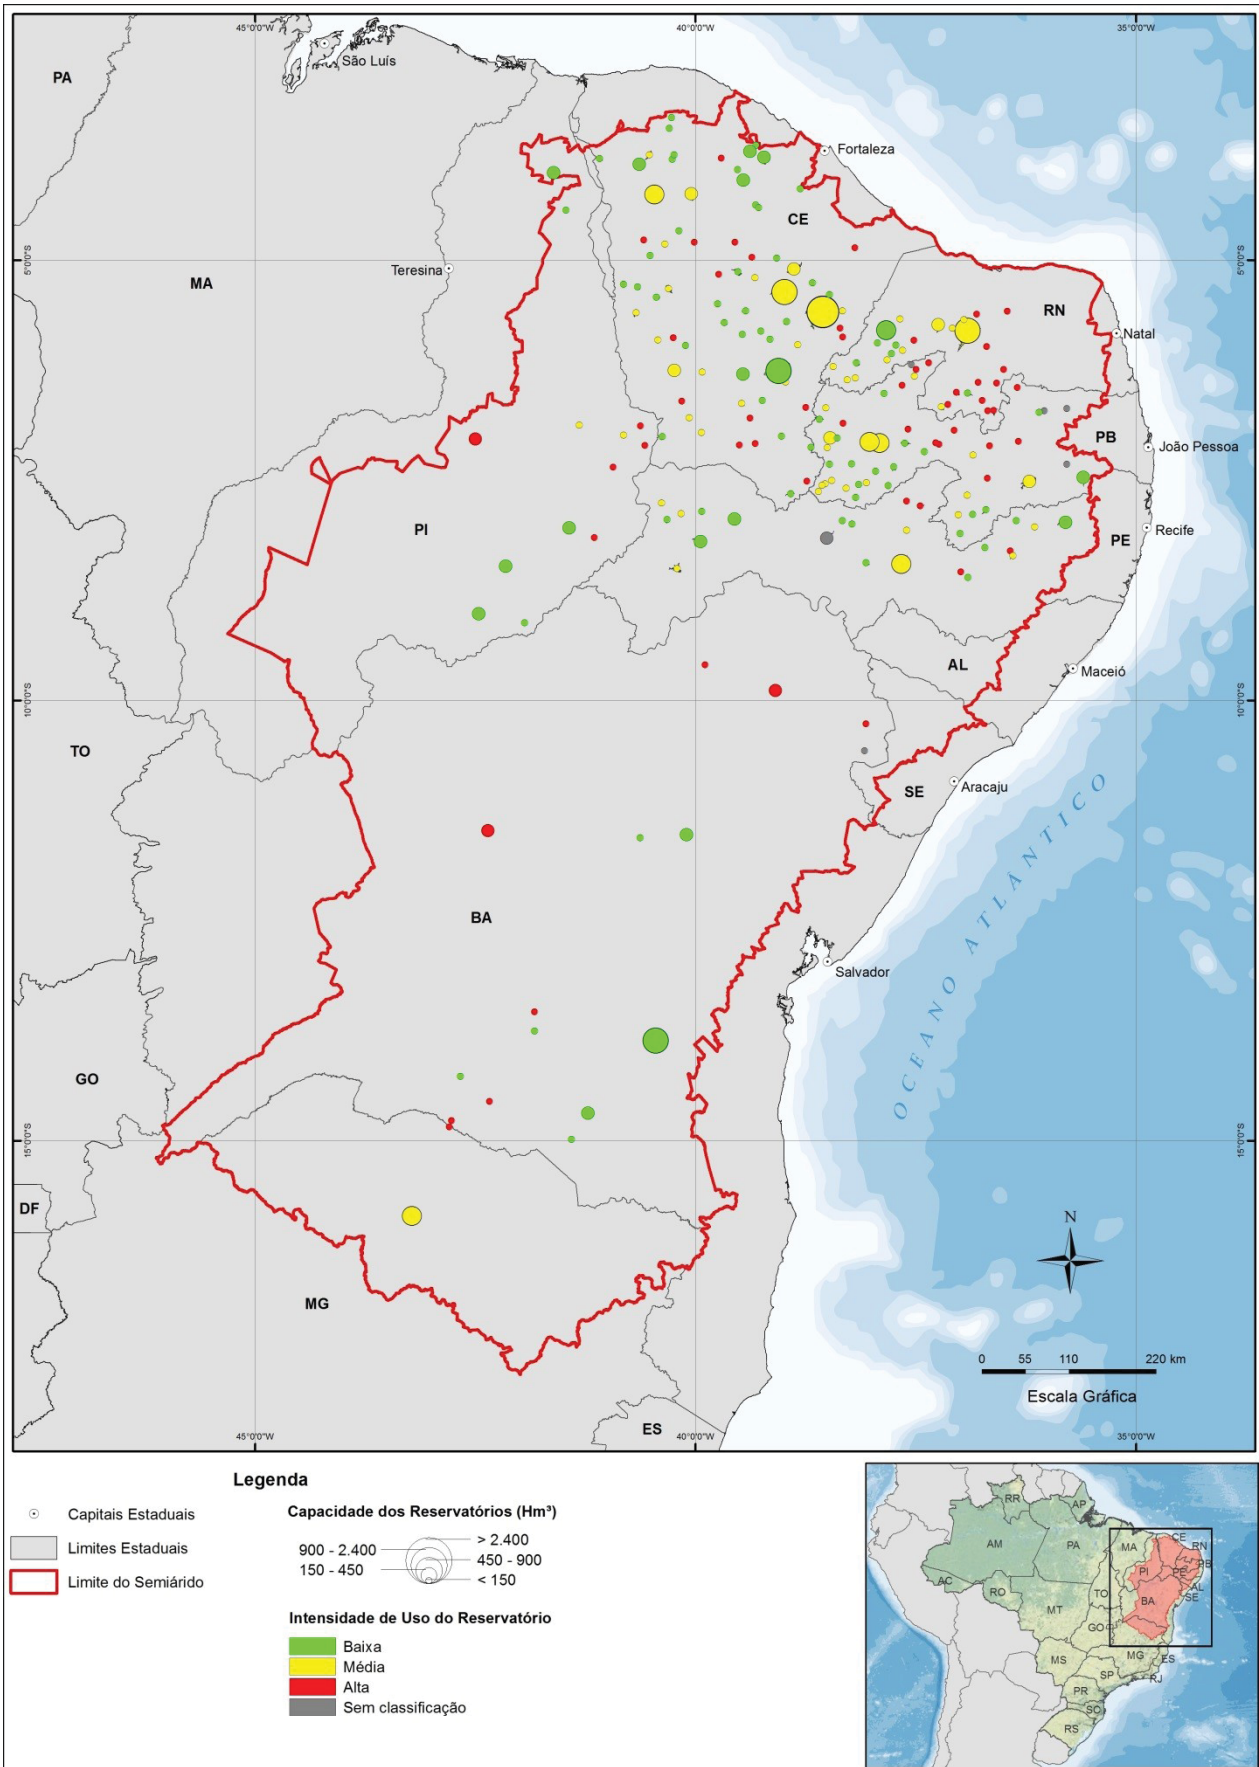 45°0'0"W
40°0'0"W
35°0'0"W
São Luís
PA
Fortaleza
CE
5°0'0"S
5°0'0"S
Teresina
MA
RN
Natal
PB
João Pessoa
PI
PE
Recife
AL
Maceió
10°0'0"S
10°0'0"S
TO
SE
Aracaju
OCEANO ATLÂNTICO
BA
Salvador
GO
15°0'0"S
15°0'0"S
DF
N
MG
0 55 110 220 km
Escala Gráfica
ES
45°0'0"W
40°0'0"W
35°0'0"W
Legenda
Capitais Estaduais
Limites Estaduais
Limite do Semiárido
Capacidade dos Reservatórios (Hm³)
> 2.400
900 - 2.400
450 - 900
150 - 450
< 150
Intensidade de Uso do Reservatório
Baixa
Média
Alta
Sem classificação
RR
AP
AM
PA
MA
CE
RN
PB
PI
PE
AL
SE
AC
RO
TO
BA
MT
GO
MG
ES
MS
SP
RJ
PR
SC
RS